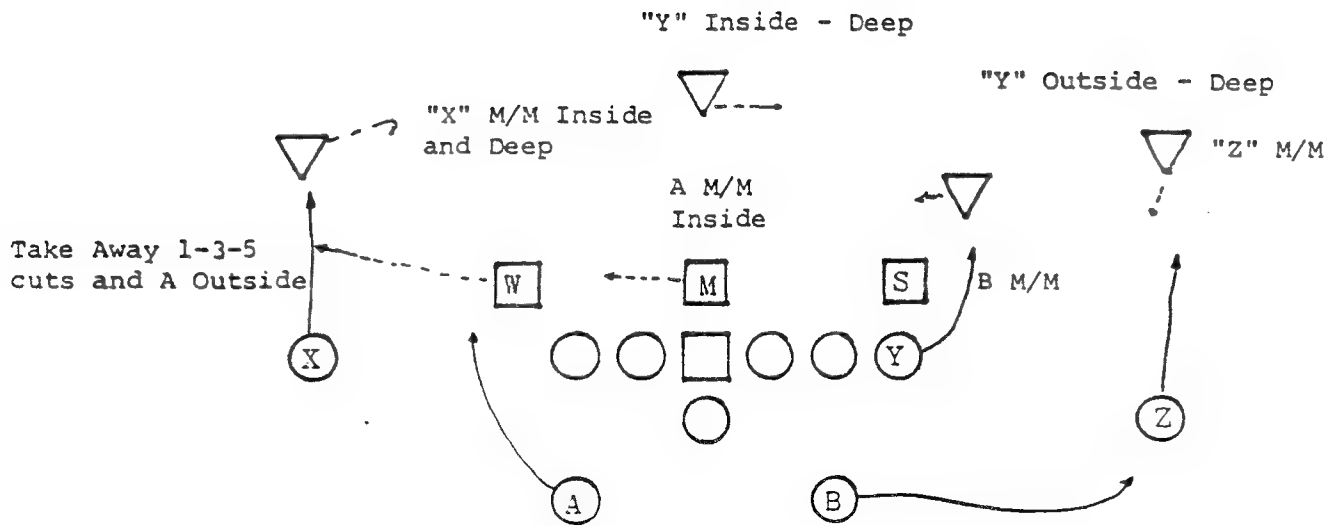 "Y" Inside - Deep
"Y" Outside - Deep
"X" M/M Inside
and Deep
"Z" M/M
A M/M
Inside
Take Away 1-3-5
cuts and A Outside
W
M
S
B M/M
X
Y
Z
A
B